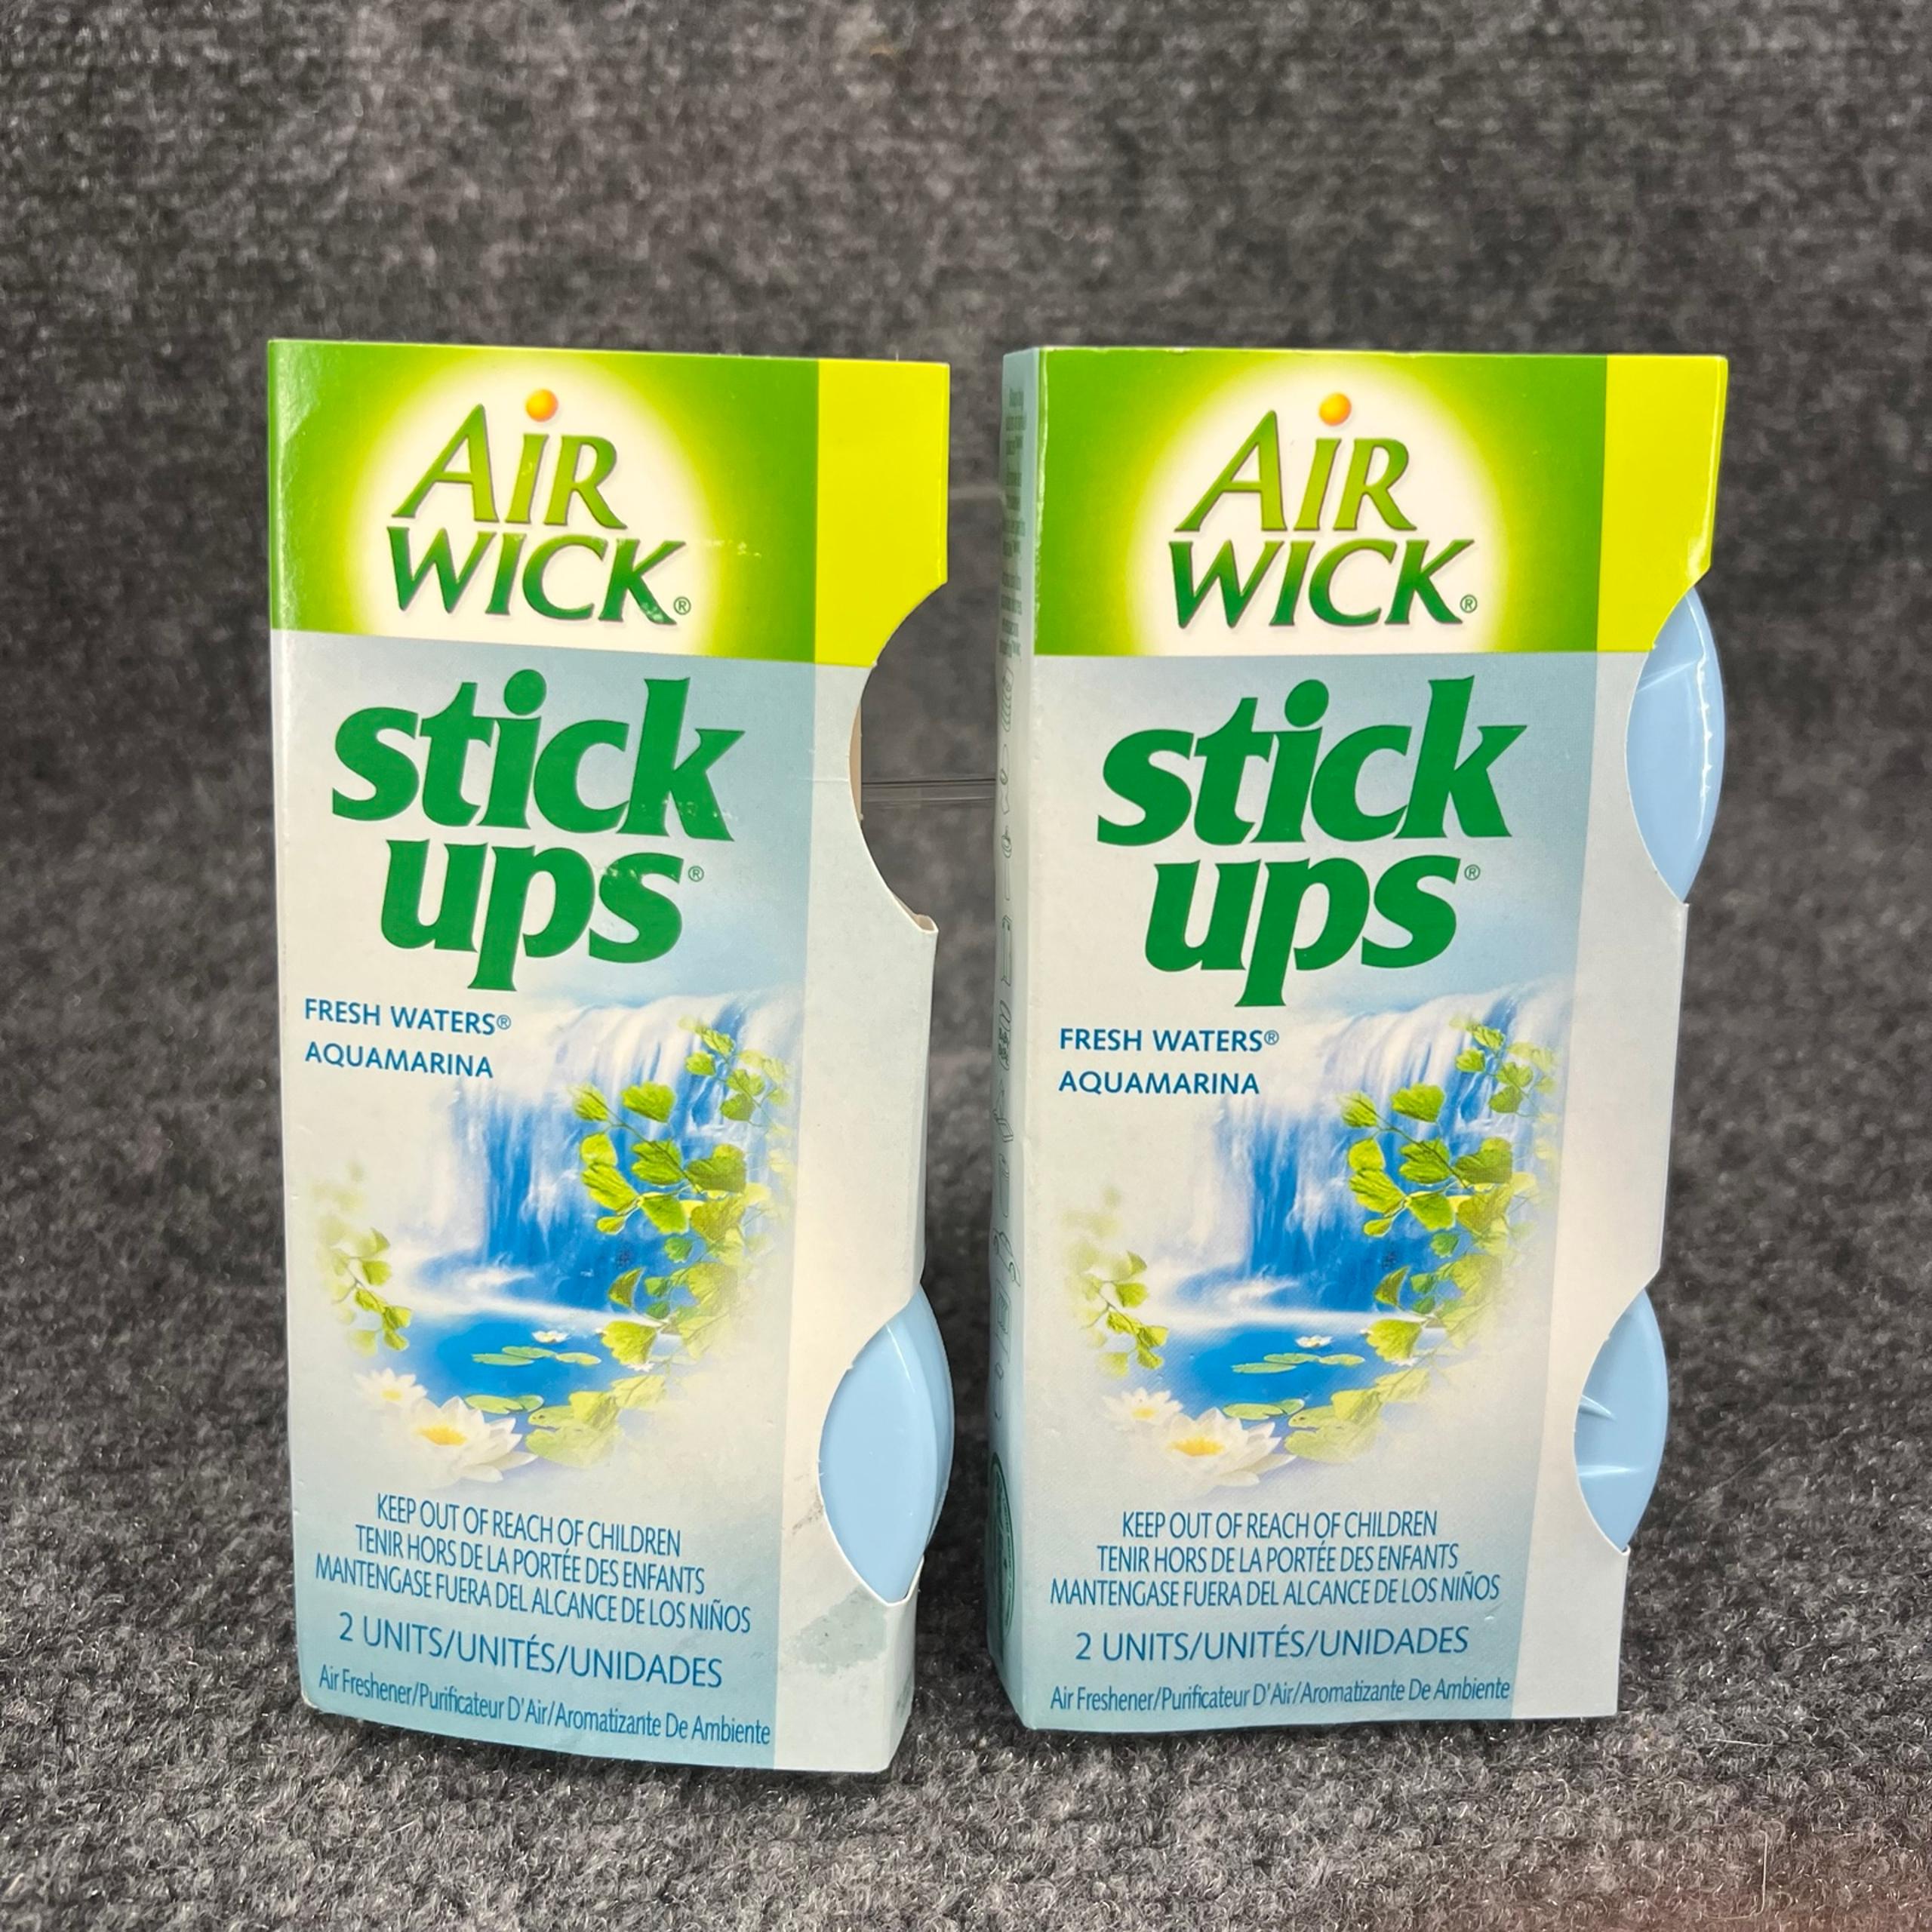 AIR
WICK®
stick
ups®
FRESH WATERS®
AQUAMARINA
KEEP OUT OF REACH OF CHILDREN
TENIR HORS DE LA PORTÉE DES ENFANTS
MANTENGASE FUERA DEL ALCANCE DE LOS NIÑOS
2 UNITS/UNITÉS/UNIDADES
Air Freshener/Purificateur D'Air/Aromatizante De Ambiente
AIR
WICK®
stick
ups®
FRESH WATERS®
AQUAMARINA
KEEP OUT OF REACH OF CHILDREN
TENIR HORS DE LA PORTÉE DES ENFANTS
MANTENGASE FUERA DEL ALCANCE DE LOS NIÑOS
2 UNITS/UNITÉS/UNIDADES
Air Freshener/Purificateur D'Air/Aromatizante De Ambiente